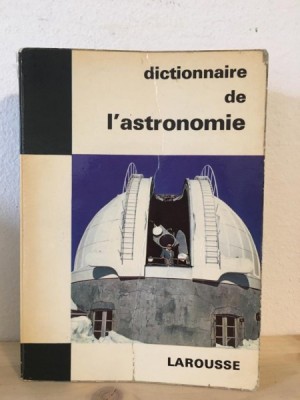 dictionnaire
de
l'astronomie
LAROUSSE